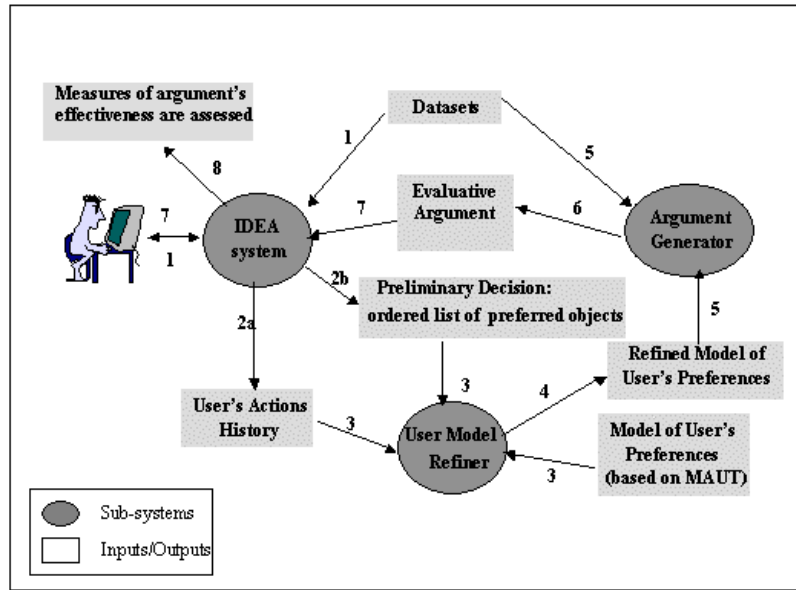 Measures of argument's
effectiveness are assessed
Datasets
1
5
8
Evaluative
Argument
7
6
Argument
Generator
7
1
IDEA
system
2b
Preliminary Decision:
ordered list of preferred objects
5
2a
3
4
Refined Model of
User's Preferences
User's Actions
History
3
User Model
Refiner
3
Model of User's
Preferences
(based on MAUT)
Sub-systems
Inputs/Outputs